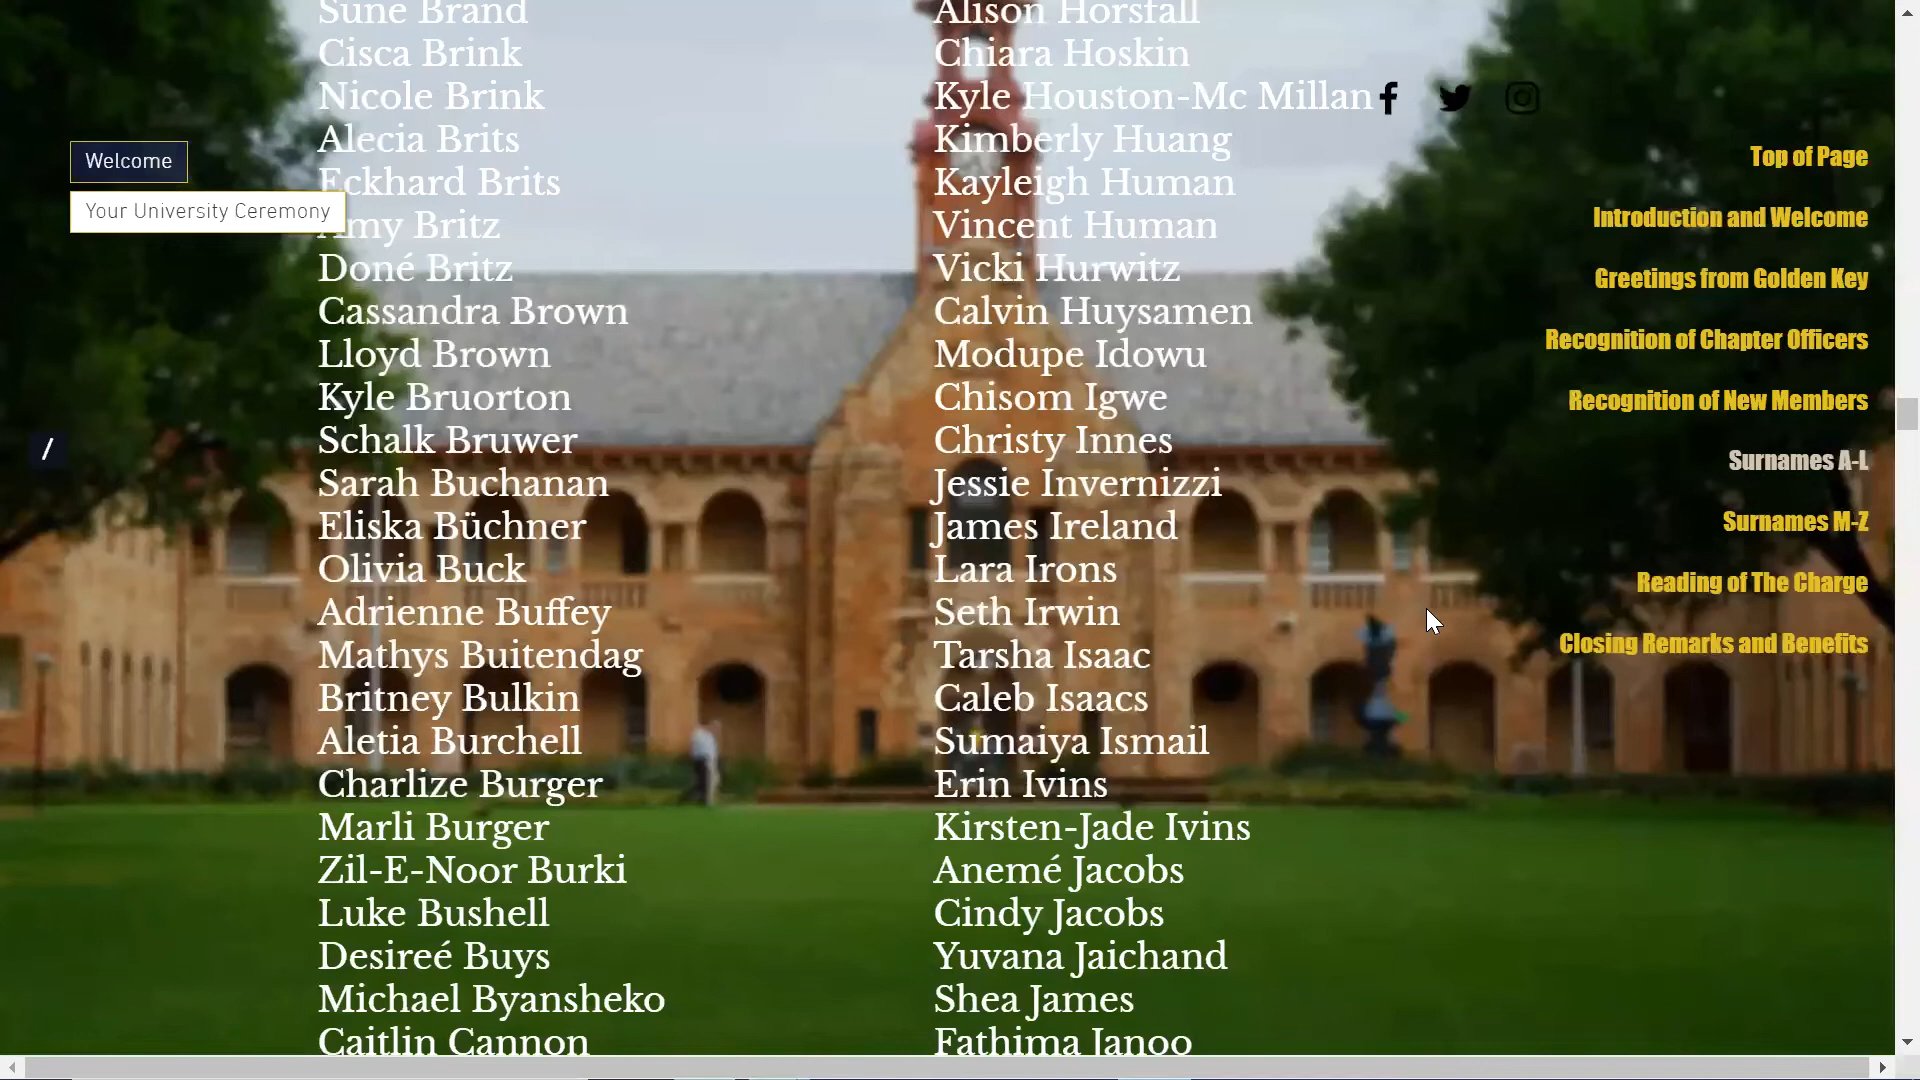 Sune Brand
Cisca Brink
Nicole Brink
Alecia Brits
Eckhard Brits
Amy Britz
Doné Britz
Cassandra Brown
Lloyd Brown
Kyle Bruorton
Schalk Bruwer
Sarah Buchanan
Eliska Büchner
Olivia Buck
Adrienne Buffey
Mathys Buitendag
Britney Bulkin
Aletia Burchell
Charlize Burger
Marli Burger
Zil-E-Noor Burki
Luke Bushell
Desireé Buys
Michael Byansheko
Caitlin Cannon
Alison Horsfall
Chiara Hoskin
Kyle Houston-Mc Millan
Kimberly Huang
Kayleigh Human
Vincent Human
Vicki Hurwitz
Calvin Huysamen
Modupe Idowu
Chisom Igwe
Christy Innes
Jessie Invernizzi
James Ireland
Lara Irons
Seth Irwin
Tarsha Isaac
Caleb Isaacs
Sumaiya Ismail
Erin Ivins
Kirsten-Jade Ivins
Anemé Jacobs
Cindy Jacobs
Yuvana Jaichand
Shea James
Fathima Janoo
Welcome
Your University Ceremony
/
Top of Page
Introduction and Welcome
Greetings from Golden Key
Recognition of Chapter Officers
Recognition of New Members
Surnames A-L
Surnames M-Z
Reading of The Charge
Closing Remarks and Benefits